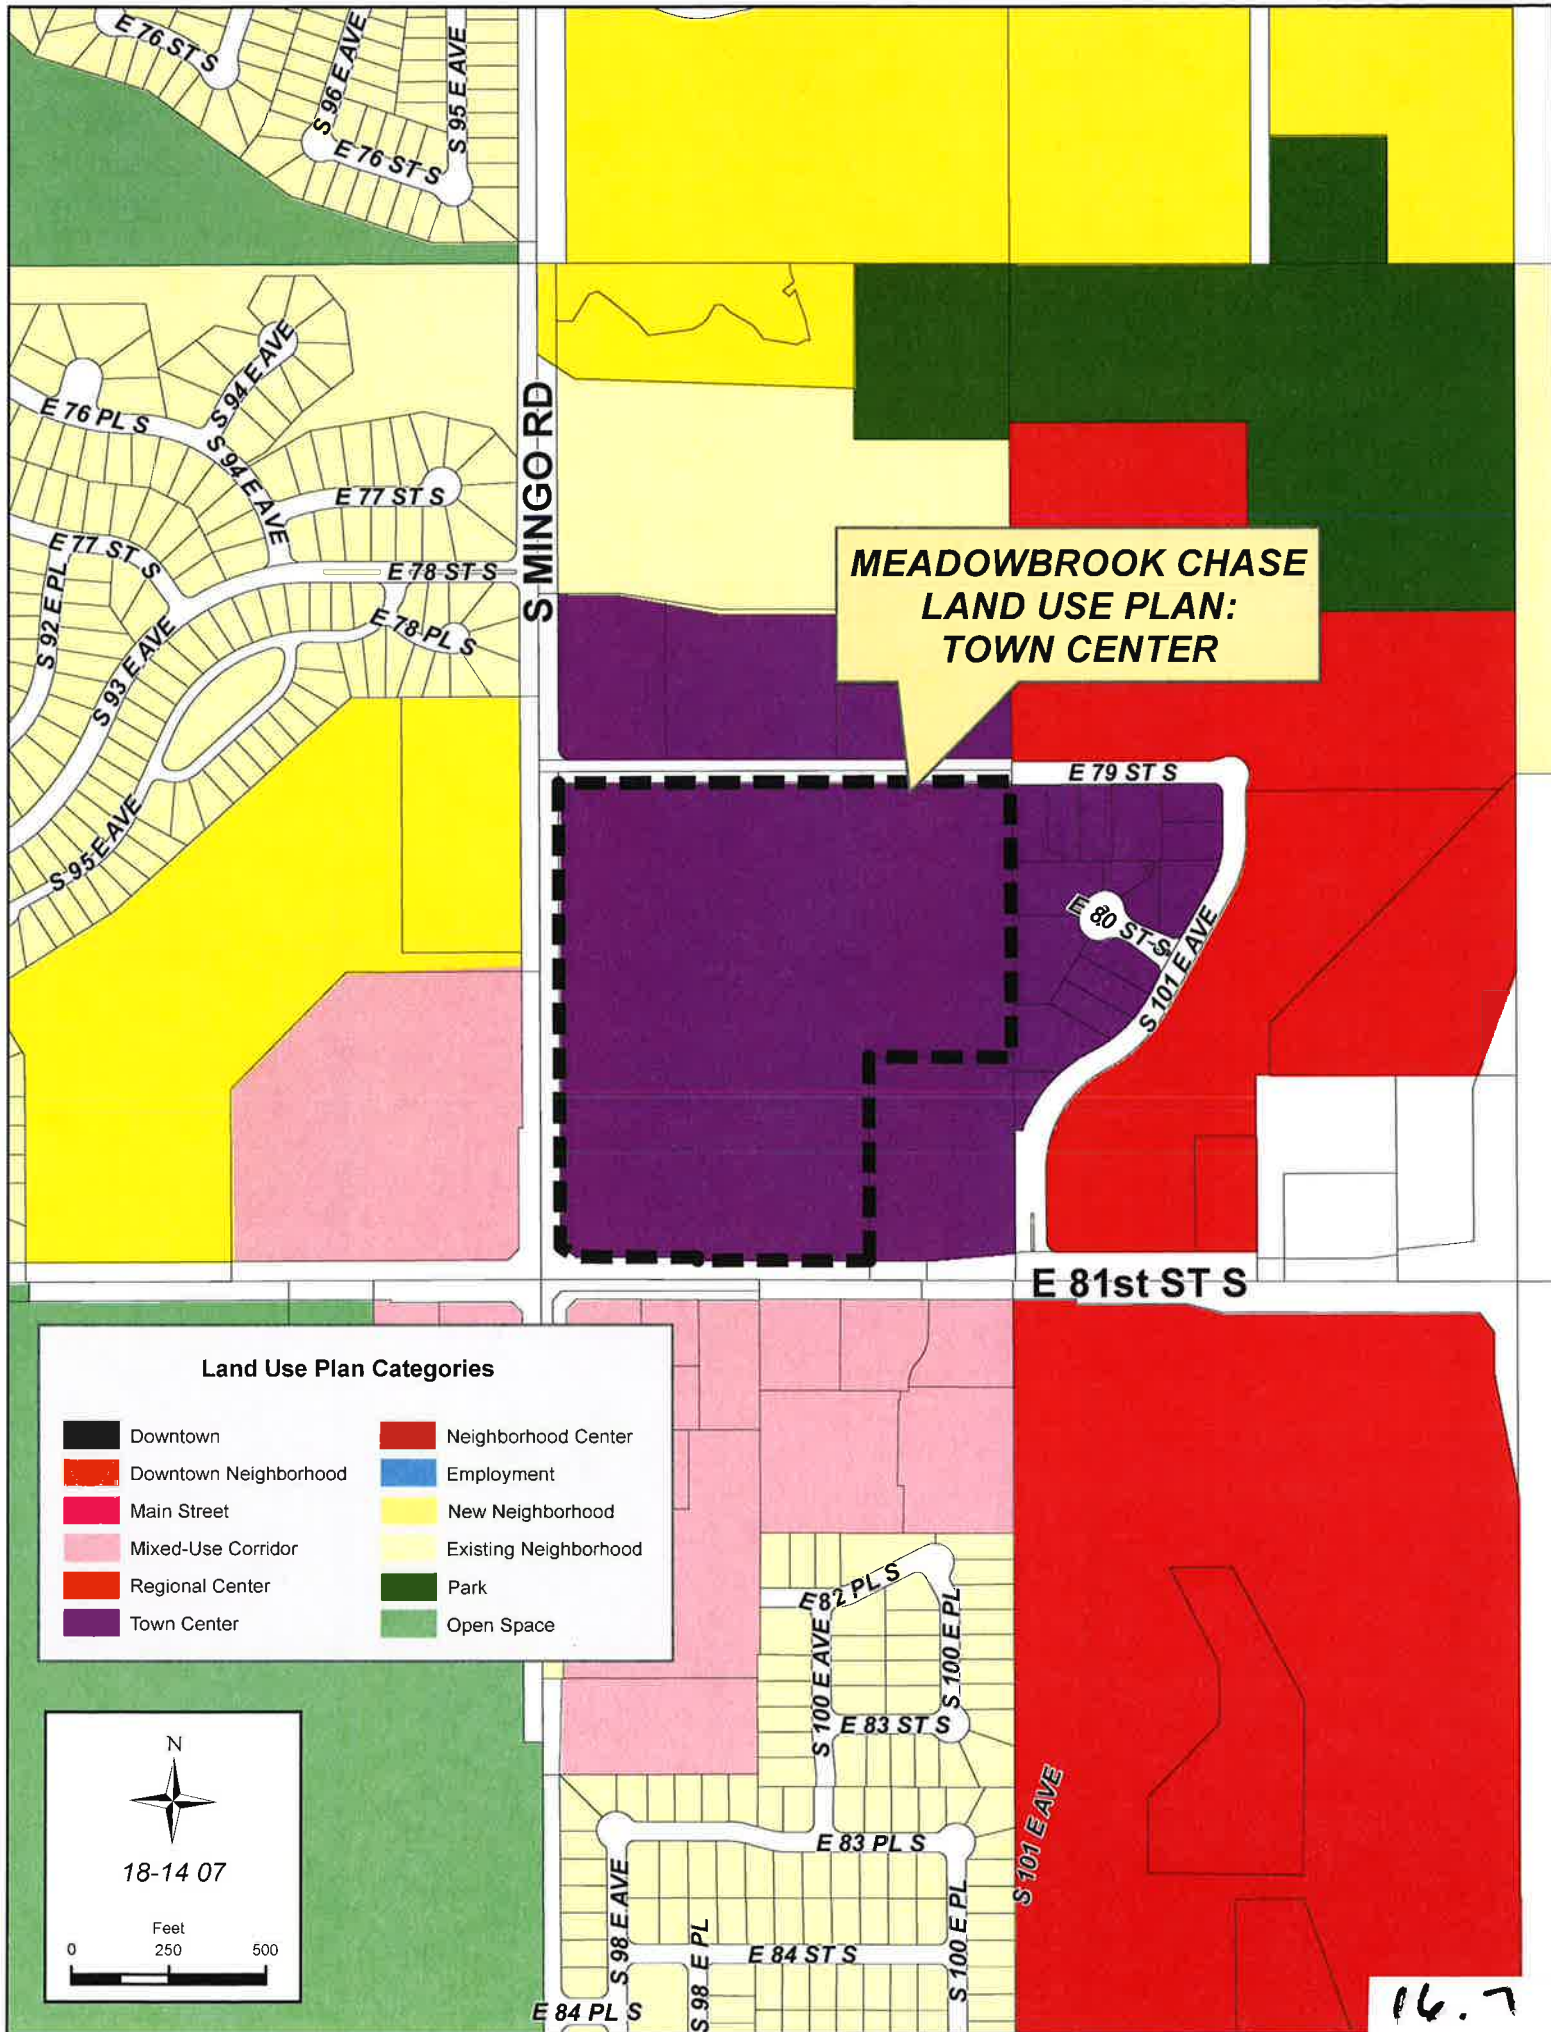 E 76 ST S
S 96 E AVE
S 95 E AVE
E 76 ST S
S 94 E AVE
E 76 PL S
S 94 E AVE
E 77 ST S
S MINGO RD
E 77 ST S
E 78 ST S
S 92 E PL
E 78 PL S
S 93 E AVE
S 95 E AVE
MEADOWBROOK CHASE
LAND USE PLAN:
TOWN CENTER
E 79 ST S
E 80 ST S
S 101 E AVE
E 81st ST S
Land Use Plan Categories
Downtown
Downtown Neighborhood
Main Street
Mixed-Use Corridor
Regional Center
Town Center
Neighborhood Center
Employment
New Neighborhood
Existing Neighborhood
Park
Open Space
E 82 PL S
S 100 E AVE
S 100 E PL
E 83 ST S
S 101 E AVE
E 83 PL S
S 98 E AVE
S 98 E PL
E 84 ST S
S 100 E PL
E 84 PL S
N
18-14 07
Feet
0 250 500
16.7